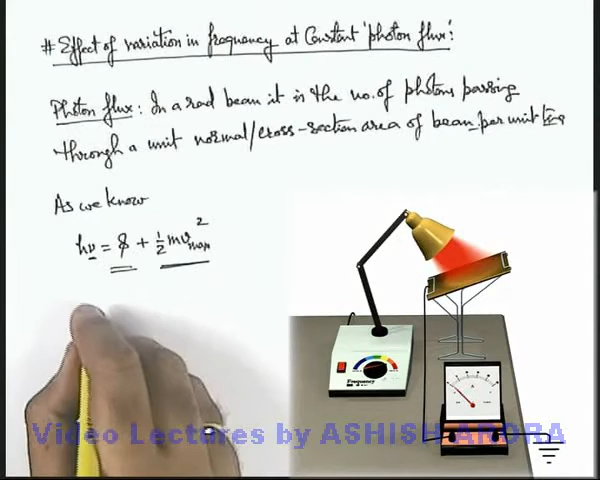 # Effect of variation in frequency at Constant 'photon flux':
Photon flux: In a rad beam it is the no. of photons passing
through a unit normal/cross-section area of beam per unit time
As we know
hν = φ + ½ mv²max
Frequency
Video Lectures by ASHISH ARORA